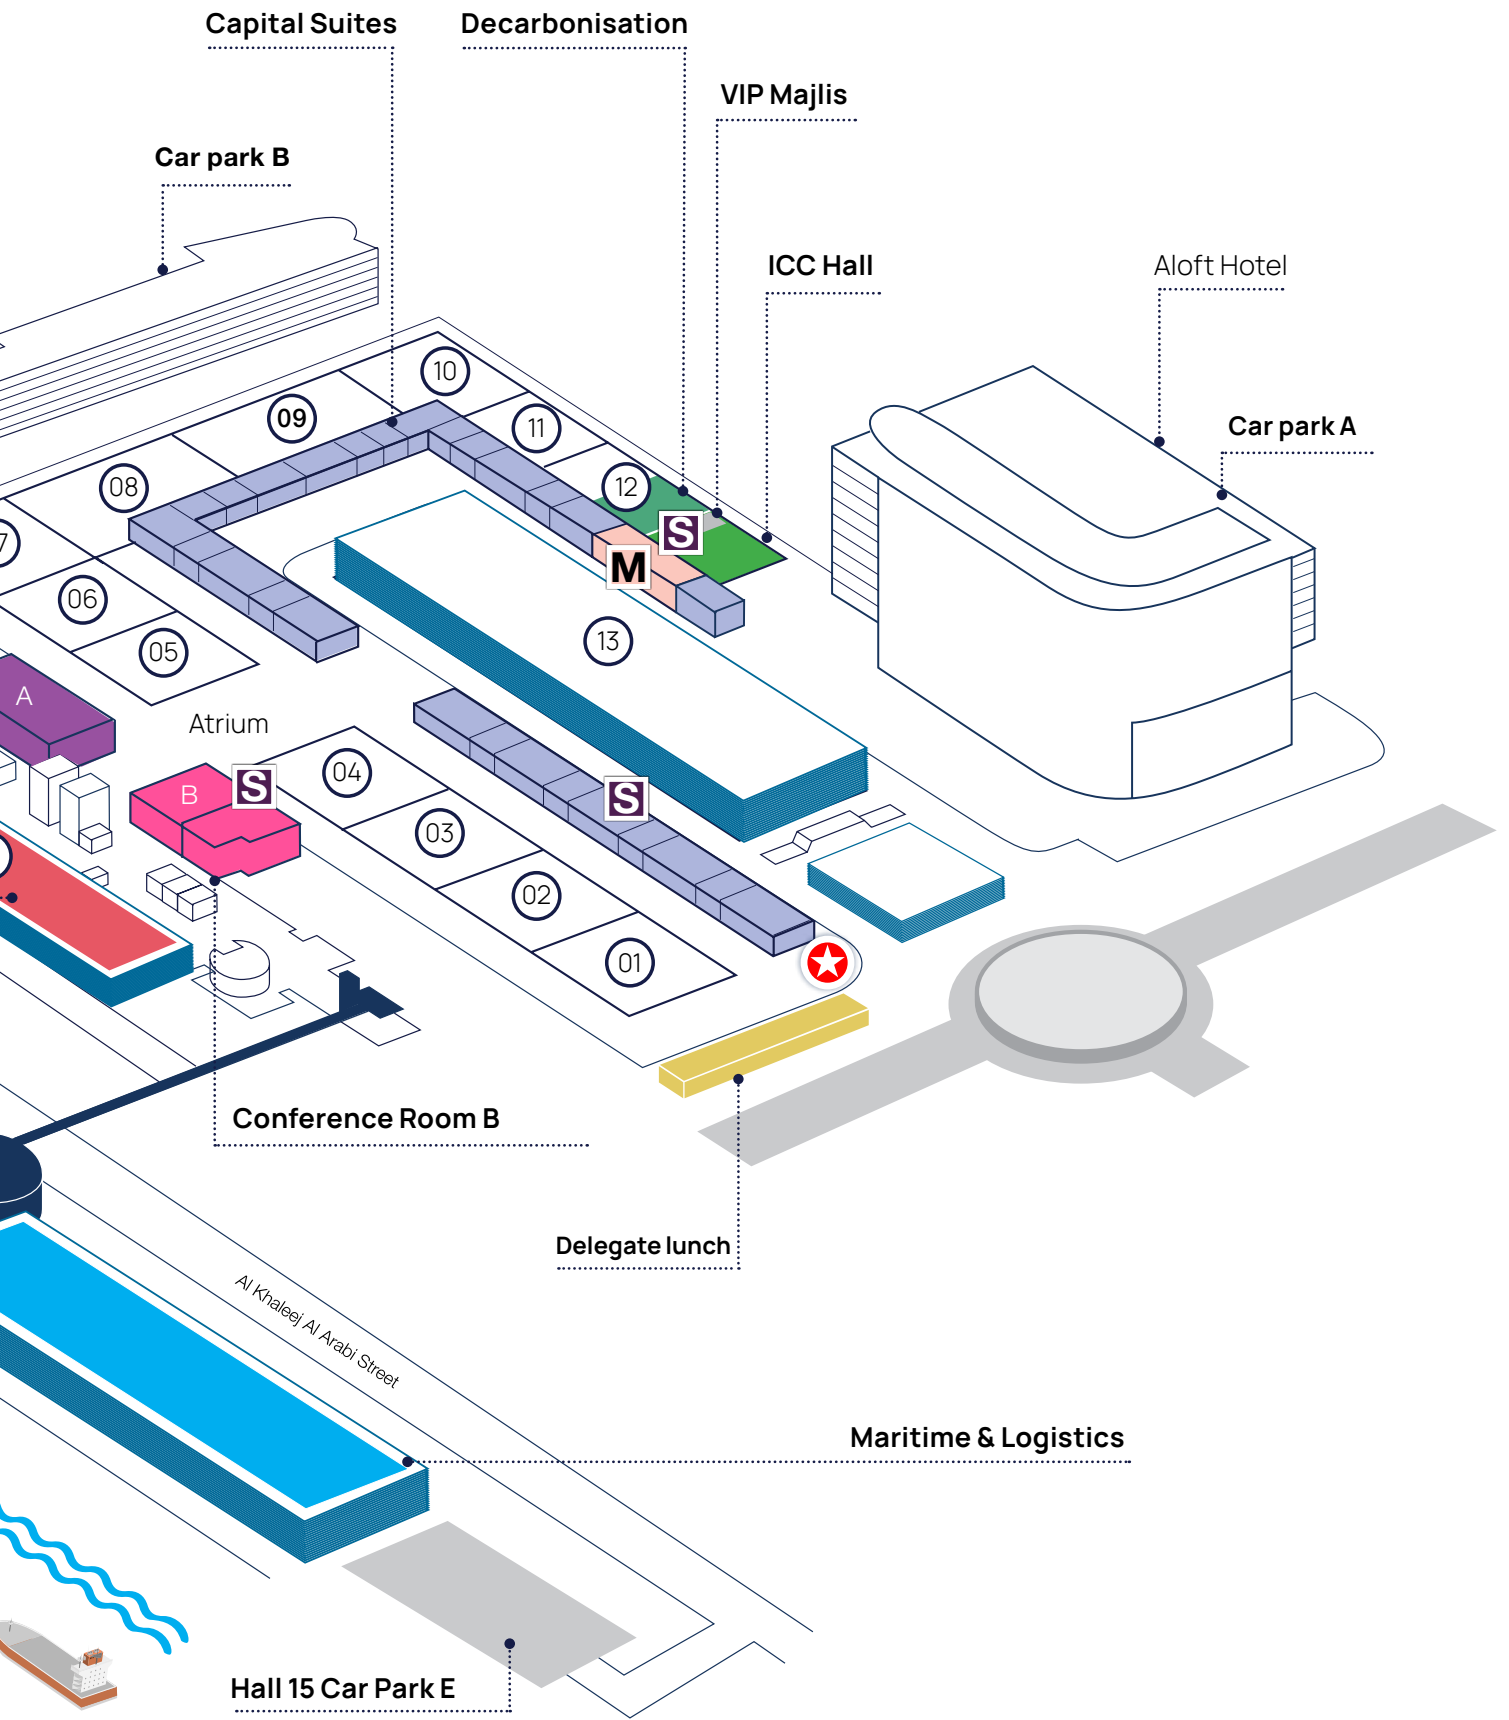 Capital Suites
Decarbonisation
VIP Majlis
Car park B
ICC Hall
Aloft Hotel
Car park A
10
09
11
08
12
S
7
M
06
13
05
A
Atrium
B
S
04
S
03
02
01
Conference Room B
Delegate lunch
Al Khaleej Al Arabi Street
Maritime & Logistics
Hall 15 Car Park E